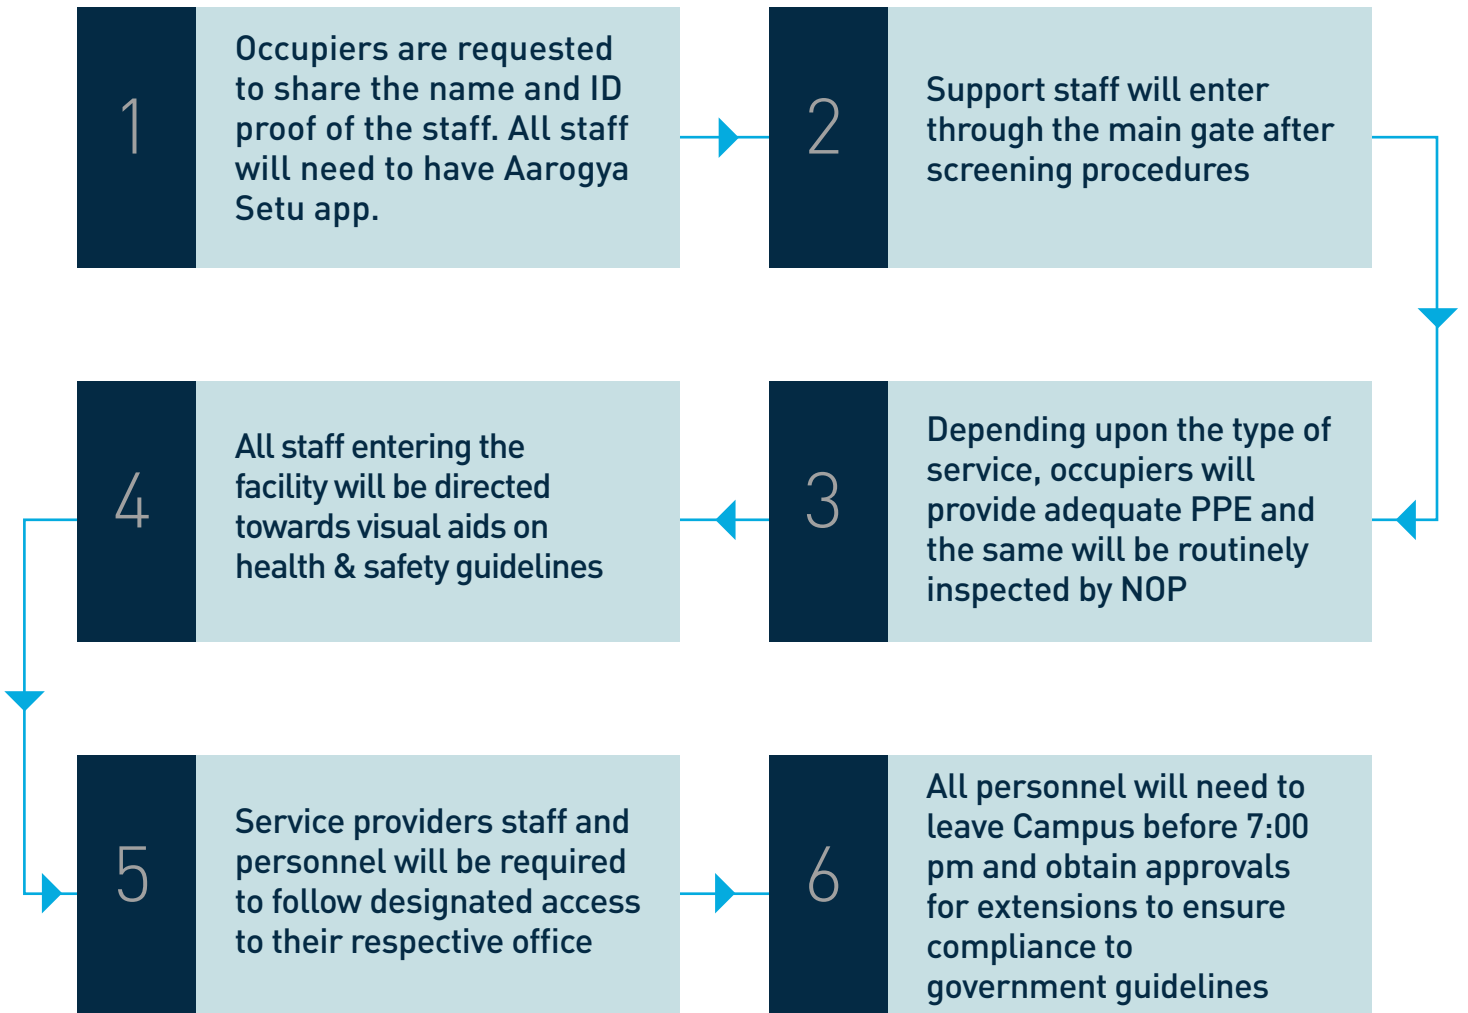 1
Occupiers are requested
to share the name and ID
proof of the staff. All staff
will need to have Aarogya
Setu app.
2
Support staff will enter
through the main gate after
screening procedures
3
Depending upon the type of
service, occupiers will
provide adequate PPE and
the same will be routinely
inspected by NOP
4
All staff entering the
facility will be directed
towards visual aids on
health & safety guidelines
5
Service providers staff and
personnel will be required
to follow designated access
to their respective office
6
All personnel will need to
leave Campus before 7:00
pm and obtain approvals
for extensions to ensure
compliance to
government guidelines